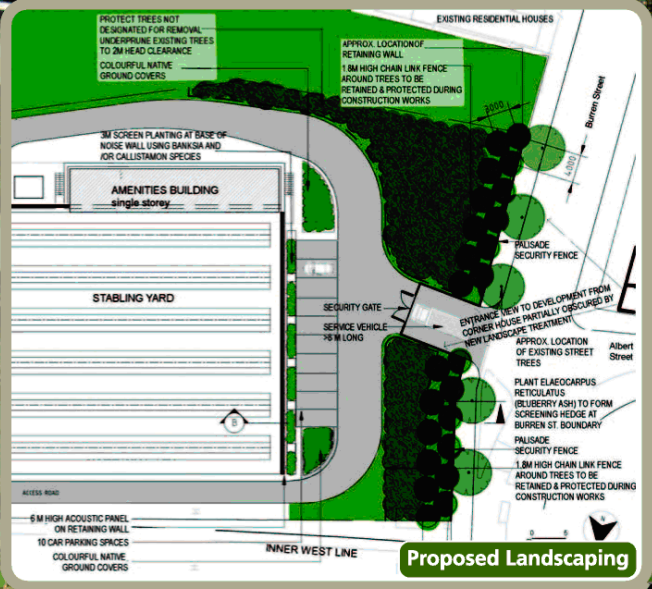 PROTECT TREES NOT
DESIGNATED FOR REMOVAL
UNDERPRUNE EXISTING TREES
TO 2M HEAD CLEARANCE
COLOURFUL NATIVE
GROUND COVERS
EXISTING RESIDENTIAL HOUSES
APPROX. LOCATION OF
RETAINING WALL
1.8M HIGH CHAIN LINK FENCE
AROUND TREES TO BE
RETAINED & PROTECTED DURING
CONSTRUCTION WORKS
3000
Burren Street
4000
3M SCREEN PLANTING AT BASE OF
NOISE WALL USING BANKSIA AND
/OR CALLISTAMON SPECIES
AMENITIES BUILDING
single storey
PALISADE
SECURITY FENCE
STABLING YARD
SECURITY GATE
SERVICE VEHICLE
>8 M LONG
ENTRANCE VIEW TO DEVELOPMENT FROM
CORNER HOUSE PARTIALLY OBSCURED BY
NEW LANDSCAPE TREATMENT
APPROX. LOCATION
OF EXISTING STREET
TREES
Albert
Street
PLANT ELAEOCARPUS
RETICULATUS
(BLUBERRY ASH) TO FORM
SCREENING HEDGE AT
BURREN ST. BOUNDARY
B
PALISADE
SECURITY FENCE
1.8M HIGH CHAIN LINK FENCE
AROUND TREES TO BE
RETAINED & PROTECTED DURING
CONSTRUCTION WORKS
ACCESS ROAD
6 M HIGH ACOUSTIC PANEL
ON RETAINING WALL
10 CAR PARKING SPACES
COLOURFUL NATIVE
GROUND COVERS
INNER WEST LINE
Proposed Landscaping